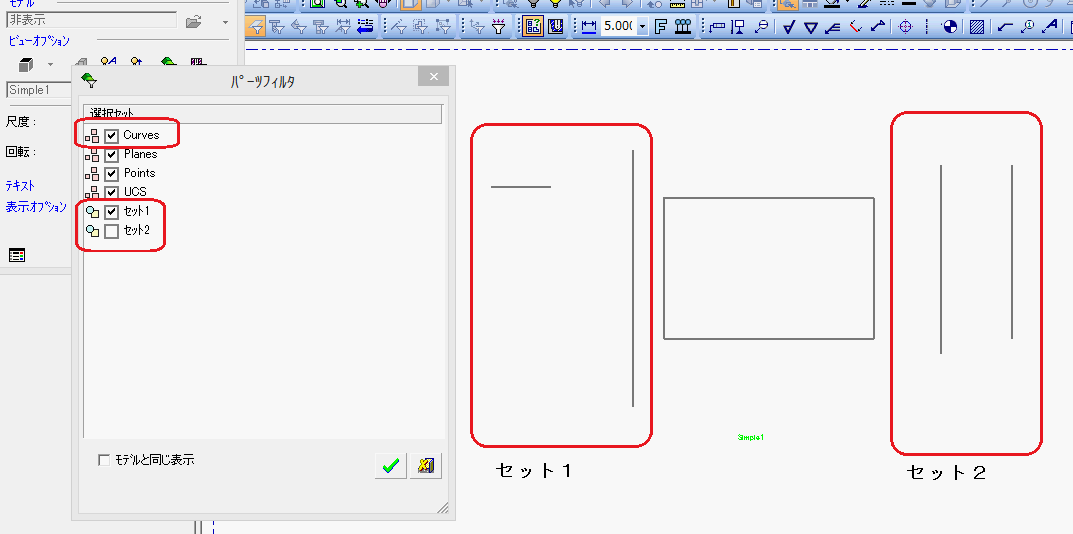 モデル
非表示
ビューオプション
Simple1
尺度 :
回転 :
テキスト
表示オプション
パーツフィルタ
選択セット
Curves
Planes
Points
UCS
セット1
セット2
モデルと同じ表示
5.00
Simple1
セット１
セット２